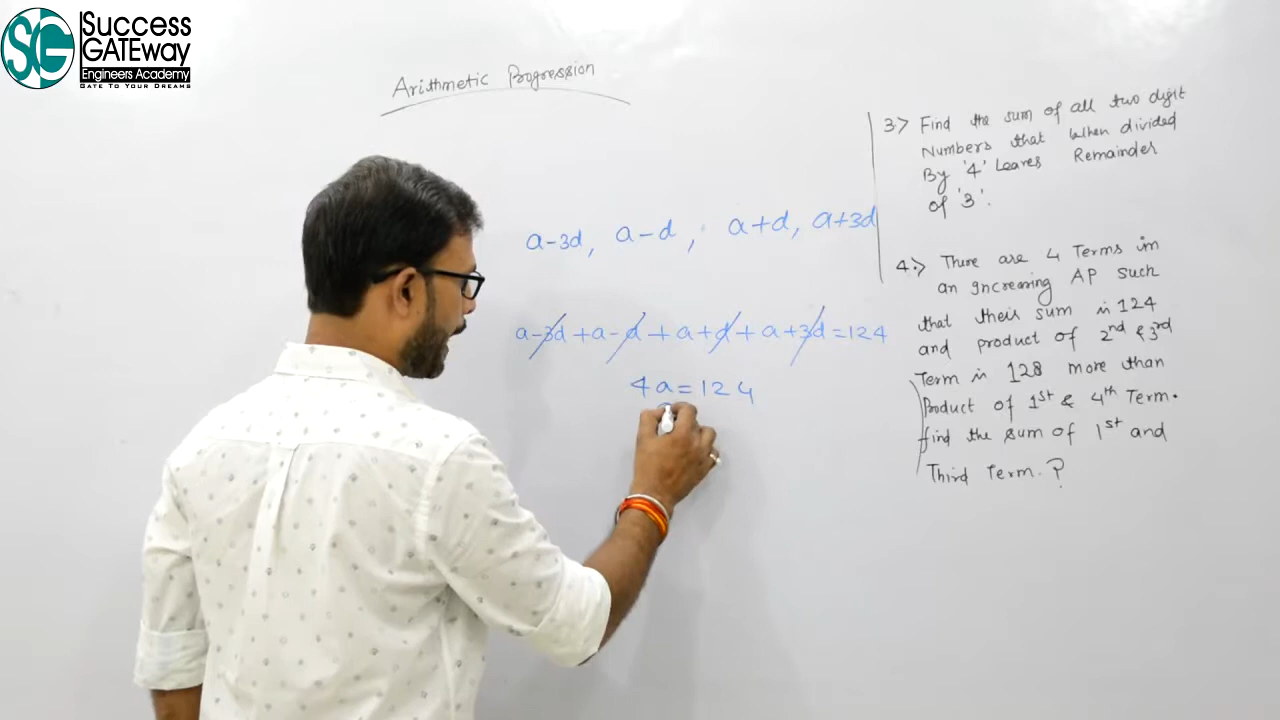 Success
GATEway
Engineers Academy
GATE TO YOUR DREAMS
Arithmetic Progression
a-3d, a-d, a+d, a+3d
a-3d+a-d+a+d+a+3d=124
4a=124
3> Find the sum of all two digit
Numbers that when divided
By '4' Leaves Remainder
of '3'.
4.> There are 4 Terms in
an Increasing AP Such
that their sum is 124
and product of 2nd & 3rd
Term is 128 more than
Product of 1st & 4th Term.
find the sum of 1st and
Third Term.?